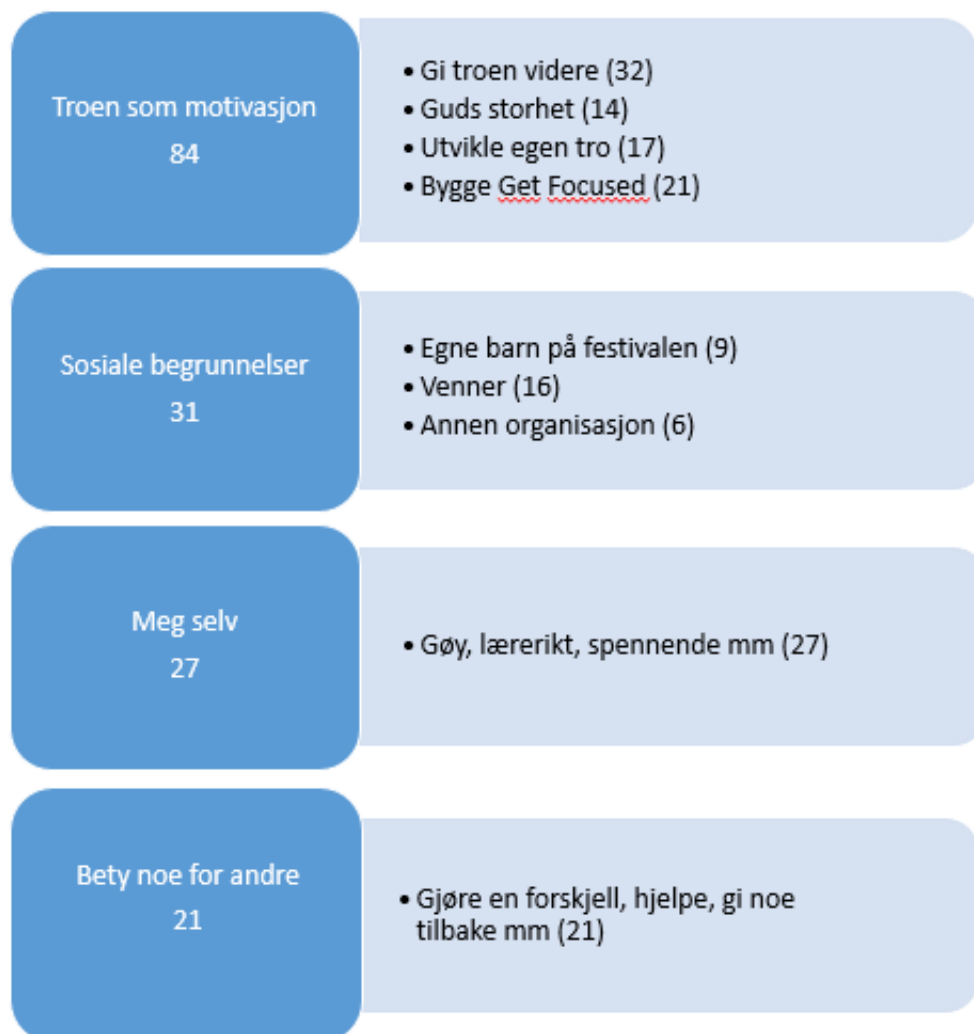 Troen som motivasjon
84
• Gi troen videre (32)
• Guds storhet (14)
• Utvikle egen tro (17)
• Bygge Get Focused (21)
Sosiale begrunnelser
31
• Egne barn på festivalen (9)
• Venner (16)
• Annen organisasjon (6)
Meg selv
27
• Gøy, lærerikt, spennende mm (27)
Bety noe for andre
21
• Gjøre en forskjell, hjelpe, gi noe
tilbake mm (21)